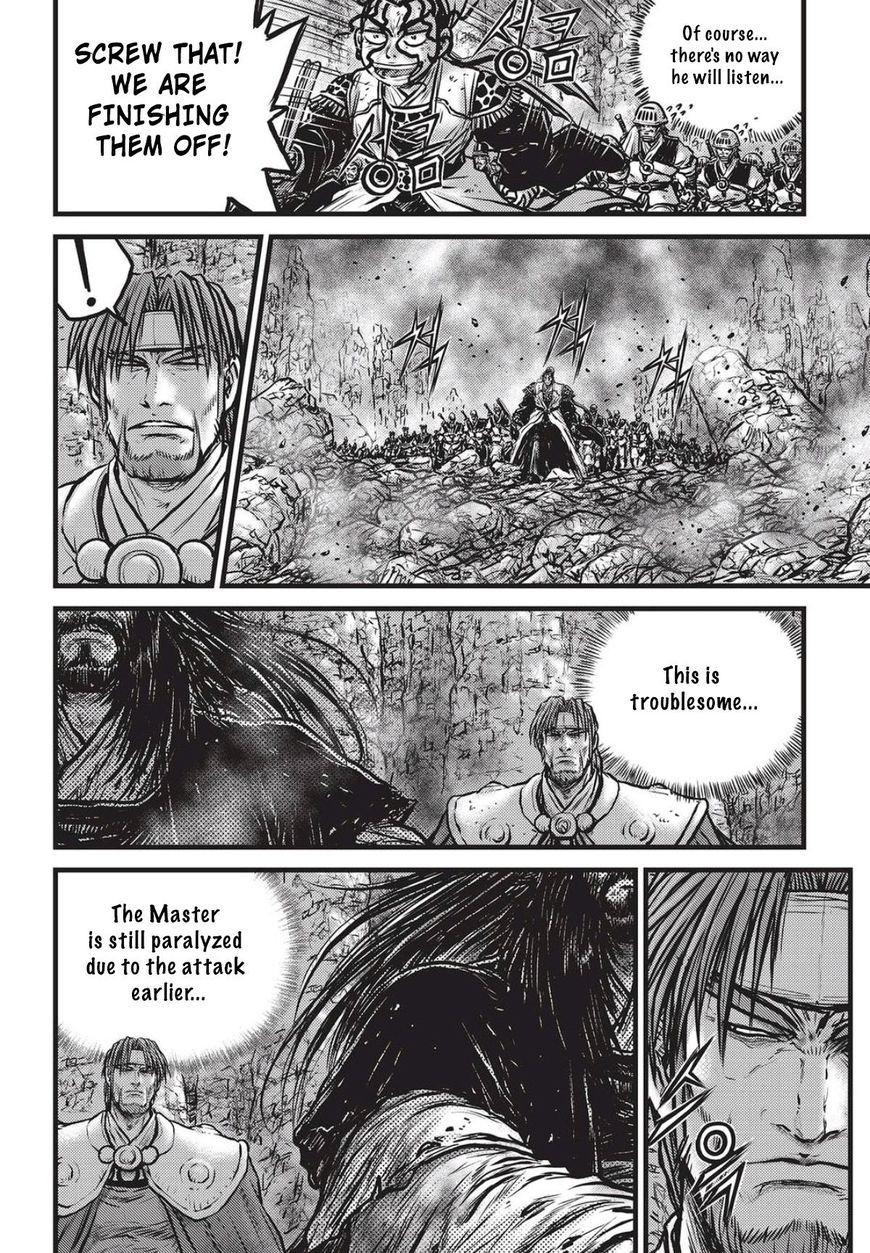 SCREW THAT!
WE ARE
FINISHING
THEM OFF!
Of course...
there's no way
he will listen...
!
This is
troublesome...
The Master
is still paralyzed
due to the attack
earlier...